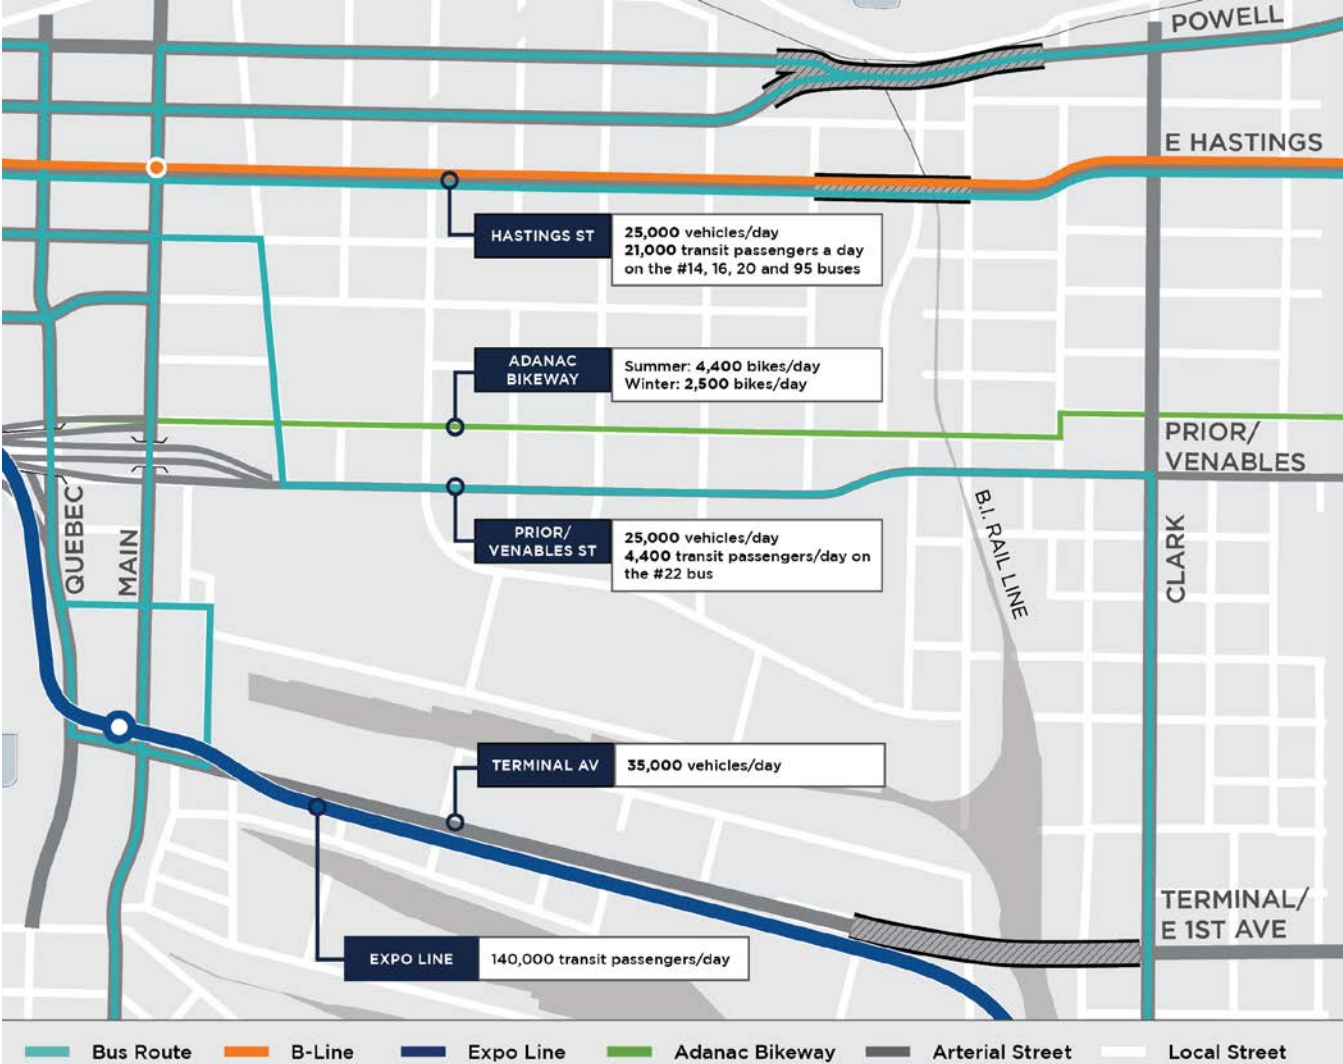 POWELL
E HASTINGS
HASTINGS ST
25,000 vehicles/day
21,000 transit passengers a day
on the #14, 16, 20 and 95 buses
ADANAC
BIKEWAY
Summer: 4,400 bikes/day
Winter: 2,500 bikes/day
PRIOR/
VENABLES
QUEBEC
MAIN
PRIOR/
VENABLES ST
25,000 vehicles/day
4,400 transit passengers/day on
the #22 bus
B.I. RAIL LINE
CLARK
TERMINAL AV
35,000 vehicles/day
TERMINAL/
E 1ST AVE
EXPO LINE
140,000 transit passengers/day
Bus Route
B-Line
Expo Line
Adanac Bikeway
Arterial Street
Local Street